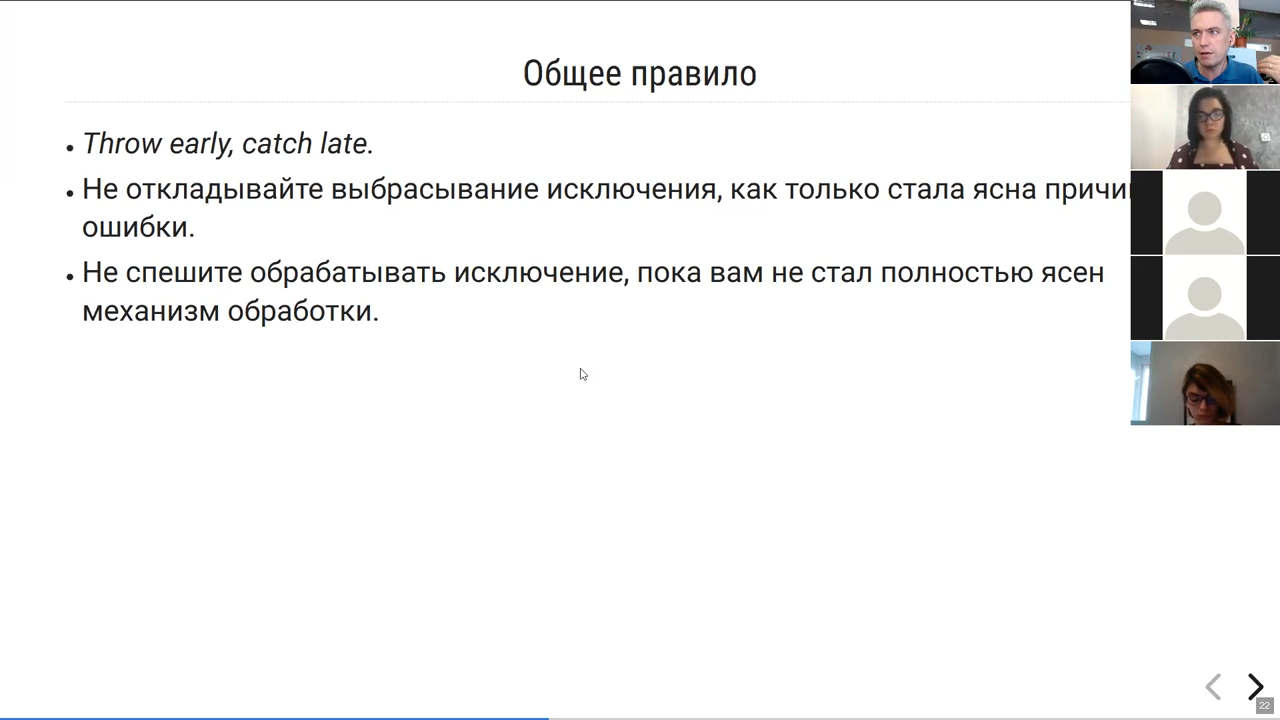 Общее правило
Throw early, catch late.
Не откладывайте выбрасывание исключения, как только стала ясна
ошибки.
Не спешите обрабатывать исключение, пока вам не стал полностью ясен
механизм обработки.
22